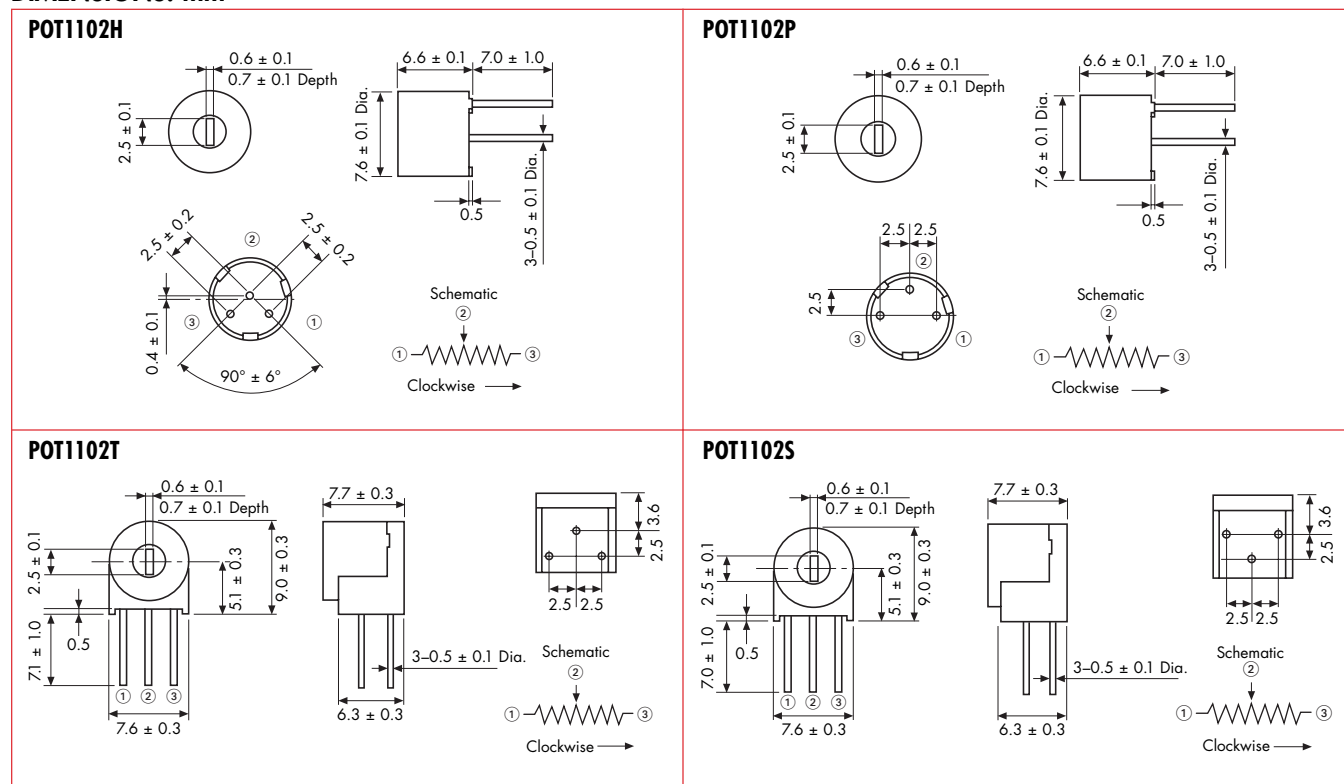 POT1102H
0.6 ± 0.1
0.7 ± 0.1 Depth
2.5 ± 0.1
6.6 ± 0.1
7.0 ± 1.0
7.6 ± 0.1 Dia.
0.5
3–0.5 ± 0.1 Dia.
2.5 ± 0.2
2.5 ± 0.2
②
③
①
0.4 ± 0.1
90° ± 6°
Schematic
②
① ③
Clockwise
POT1102P
0.6 ± 0.1
0.7 ± 0.1 Depth
2.5 ± 0.1
6.6 ± 0.1
7.0 ± 1.0
7.6 ± 0.1 Dia.
0.5
3–0.5 ± 0.1 Dia.
2.5 2.5
②
2.5
③
①
Schematic
②
① ③
Clockwise
POT1102T
0.6 ± 0.1
0.7 ± 0.1 Depth
2.5 ± 0.1
5.1 ± 0.3
9.0 ± 0.3
0.5
7.1 ± 1.0
① ② ③
7.6 ± 0.3
7.7 ± 0.3
3–0.5 ± 0.1 Dia.
6.3 ± 0.3
3.6
2.5
2.5 2.5
Schematic
②
① ③
Clockwise
POT1102S
0.6 ± 0.1
0.7 ± 0.1 Depth
2.5 ± 0.1
5.1 ± 0.3
9.0 ± 0.3
0.5
7.0 ± 1.0
① ② ③
7.6 ± 0.3
7.7 ± 0.3
3–0.5 ± 0.1 Dia.
6.3 ± 0.3
3.6
2.5
2.5 2.5
Schematic
②
① ③
Clockwise